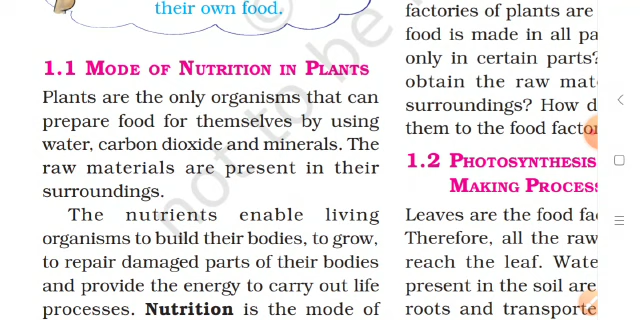 their own food.
1.1 MODE OF NUTRITION IN PLANTS
Plants are the only organisms that can
prepare food for themselves by using
water, carbon dioxide and minerals. The
raw materials are present in their
surroundings.
The nutrients enable living
organisms to build their bodies, to grow,
to repair damaged parts of their bodies
and provide the energy to carry out life
processes. Nutrition is the mode of
factories of plants are
food is made in all pa
only in certain parts?
obtain the raw mat
surroundings? How d
them to the food facto
1.2 PHOTOSYNTHESIS
MAKING PROCESS
Leaves are the food fa
Therefore, all the raw
reach the leaf. Wate
present in the soil are
roots and transporte
not to be